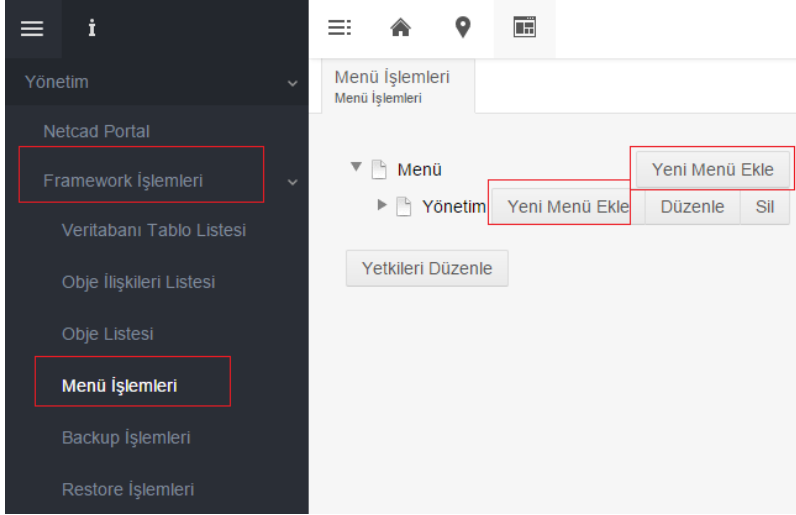 Yönetim
Netcad Portal
Framework İşlemleri
Veritabanı Tablo Listesi
Obje İlişkileri Listesi
Obje Listesi
Menü İşlemleri
Backup İşlemleri
Restore İşlemleri
Menü İşlemleri
Menü İşlemleri
Menü Yeni Menü Ekle
Yönetim Yeni Menü Ekle Düzenle Sil
Yetkileri Düzenle